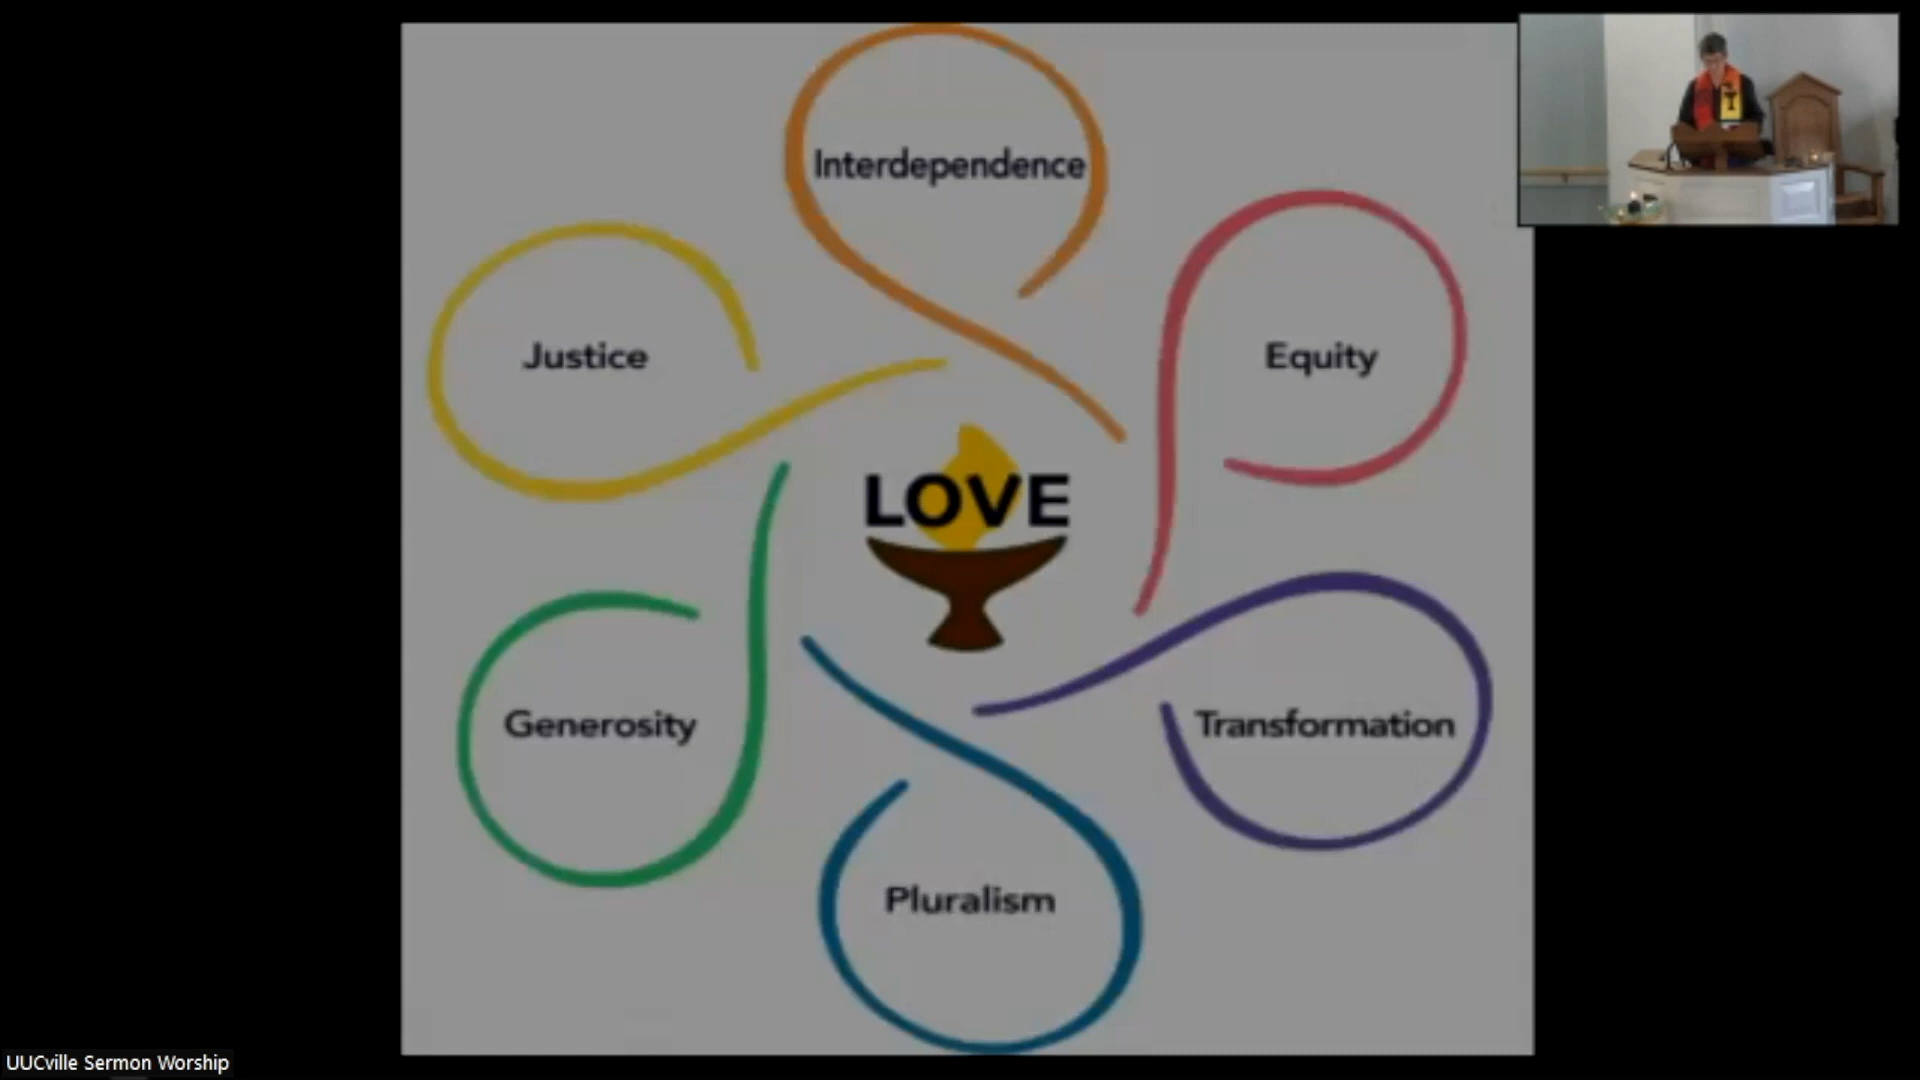 Interdependence
Justice
Equity
LOVE
Generosity
Transformation
Pluralism
UUCville Sermon Worship